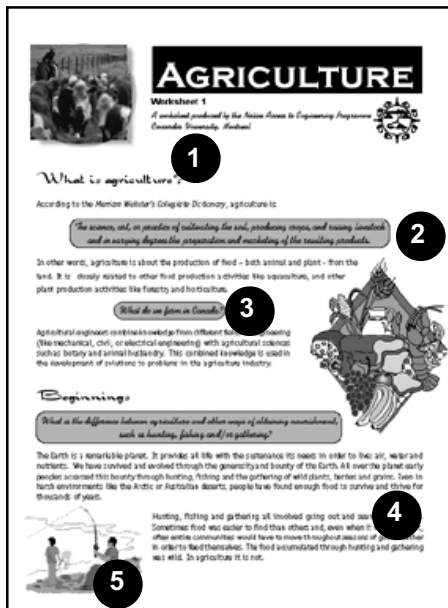 AGRICULTURE
Worksheet 1
A worksheet produced by the Native Access to Engineering Programme
Concordia University, Montreal
1
What is agriculture?
According to the Merriam Webster's Collegiate Dictionary, agriculture is:
The science, art, or practice of cultivating the soil, producing crops, and raising livestock
2
and in varying degrees the preparation and marketing of the resulting products.
In other words, agriculture is about the production of food – both animal and plant – from the
land. It is closely related to other food production activities like aquaculture, and other
plant production activities like forestry and horticulture.
3
What do we farm in Canada?
Agricultural engineers combine knowledge from different engineering
(like mechanical, civil, or electrical engineering) with agricultural sciences
such as botany and animal husbandry. This combined knowledge is used in
the development of solutions to problems in the agriculture industry.
Beginnings
What is the difference between agriculture and other ways of obtaining nourishment,
such as hunting, fishing and/or gathering?
The Earth is a remarkable planet. It provides all life with the sustenance its needs in order to live: air, water and
nutrients. We have survived and evolved through the generosity and bounty of the Earth. All over the planet early
peoples accessed this bounty through hunting, fishing and the gathering of wild plants, berries and grains. Even in
harsh environments like the Arctic or Australian deserts, people have found enough food to survive and thrive for
thousands of years.
Hunting, fishing and gathering all involved going out and
4
Sometimes food was easier to find than others and, even when
often entire communities would have to move throughout seasons of
in order to feed themselves. The food accumulated through hunting and gathering
was wild. In agriculture it is not.
5